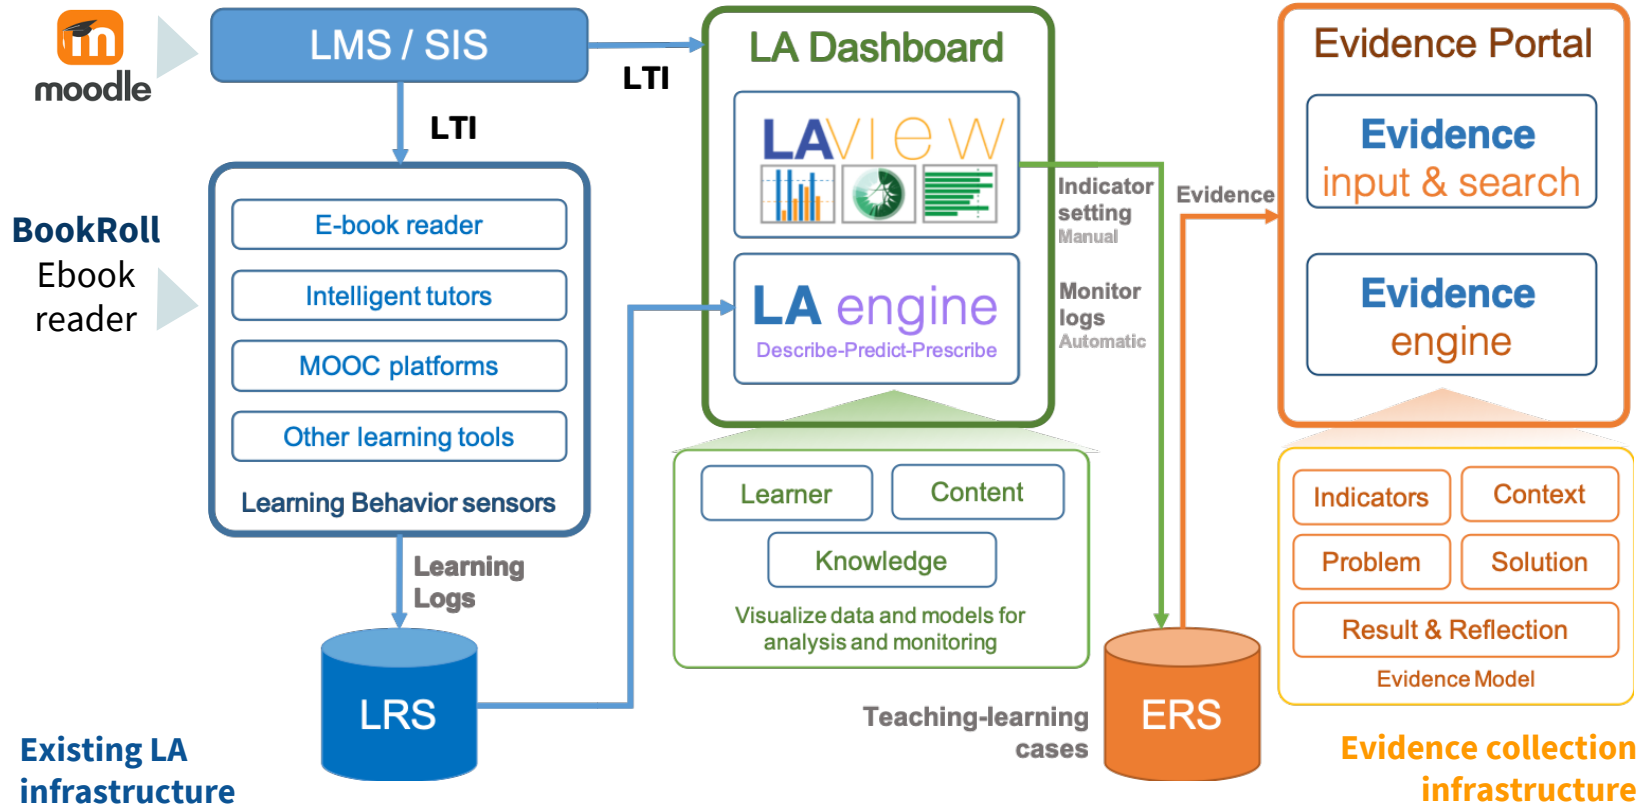 moodle
LMS / SIS
LTI
LTI
BookRoll
Ebook
reader
E-book reader
Intelligent tutors
MOOC platforms
Other learning tools
Learning Behavior sensors
Learning
Logs
LRS
Existing LA
infrastructure
LA Dashboard
LAVIEW
LA engine
Describe-Predict-Prescribe
Indicator
setting
Manual
Monitor
logs
Automatic
Learner
Content
Knowledge
Visualize data and models for
analysis and monitoring
Teaching-learning
cases
ERS
Evidence
Evidence Portal
Evidence
input & search
Evidence
engine
Indicators
Context
Problem
Solution
Result & Reflection
Evidence Model
Evidence collection
infrastructure